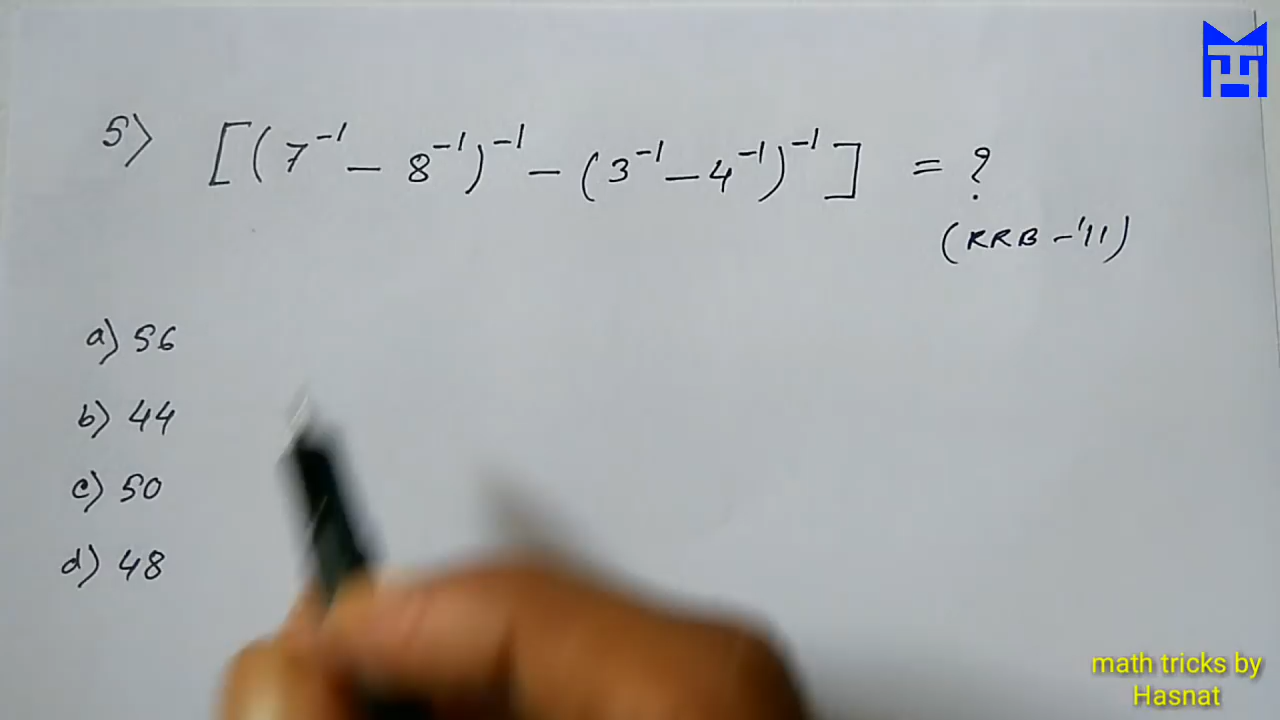 5) [(7⁻¹ – 8⁻¹)⁻¹ – (3⁻¹ – 4⁻¹)⁻¹] = ?
(RRB – '11)
a) 56
b) 44
c) 50
d) 48
math tricks by
Hasnat